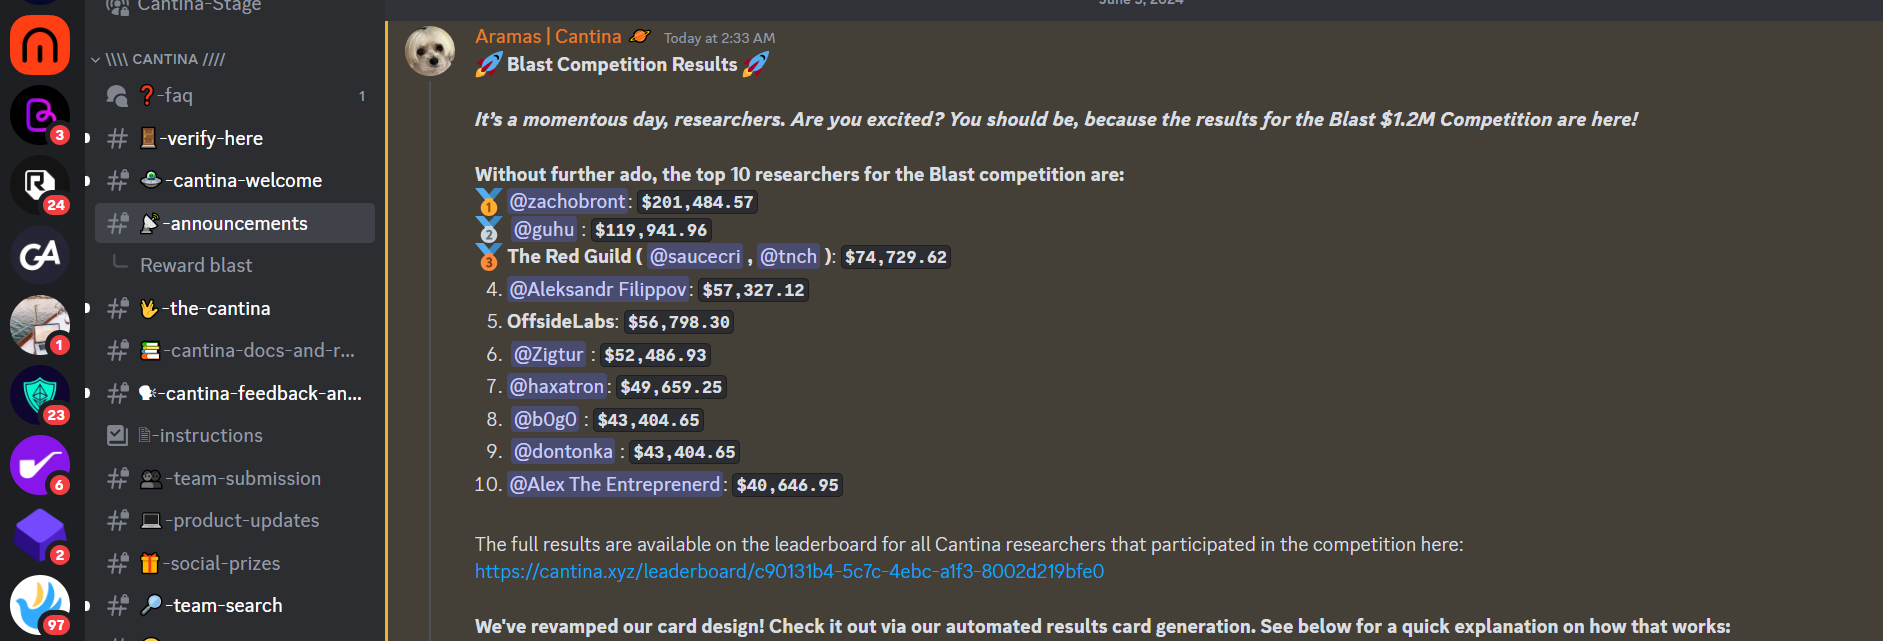 Cantina-Stage
\\\\ CANTINA ////
❓-faq 1
🚪-verify-here
🛸-cantina-welcome
📡-announcements
Reward blast
🖖-the-cantina
📚-cantina-docs-and-r...
🗣-cantina-feedback-an...
📄-instructions
👥-team-submission
💻-product-updates
🎁-social-prizes
🔎-team-search
3
24
GA
1
23
6
2
97
June 5, 2024
Aramas | Cantina 🪐 Today at 2:33 AM
🚀 Blast Competition Results 🚀
It's a momentous day, researchers. Are you excited? You should be, because the results for the Blast $1.2M Competition are here!
Without further ado, the top 10 researchers for the Blast competition are:
🥇 @zachobront: $201,484.57
🥈 @guhu : $119,941.96
🥉 The Red Guild ( @saucecri , @tnch ): $74,729.62
4. @Aleksandr Filippov: $57,327.12
5. OffsideLabs: $56,798.30
6. @Zigtur : $52,486.93
7. @haxatron: $49,659.25
8. @b0g0 : $43,404.65
9. @dontonka : $43,404.65
10. @Alex The Entreprenerd: $40,646.95
The full results are available on the leaderboard for all Cantina researchers that participated in the competition here:
https://cantina.xyz/leaderboard/c90131b4-5c7c-4ebc-a1f3-8002d219bfe0
We've revamped our card design! Check it out via our automated results card generation. See below for a quick explanation on how that works: